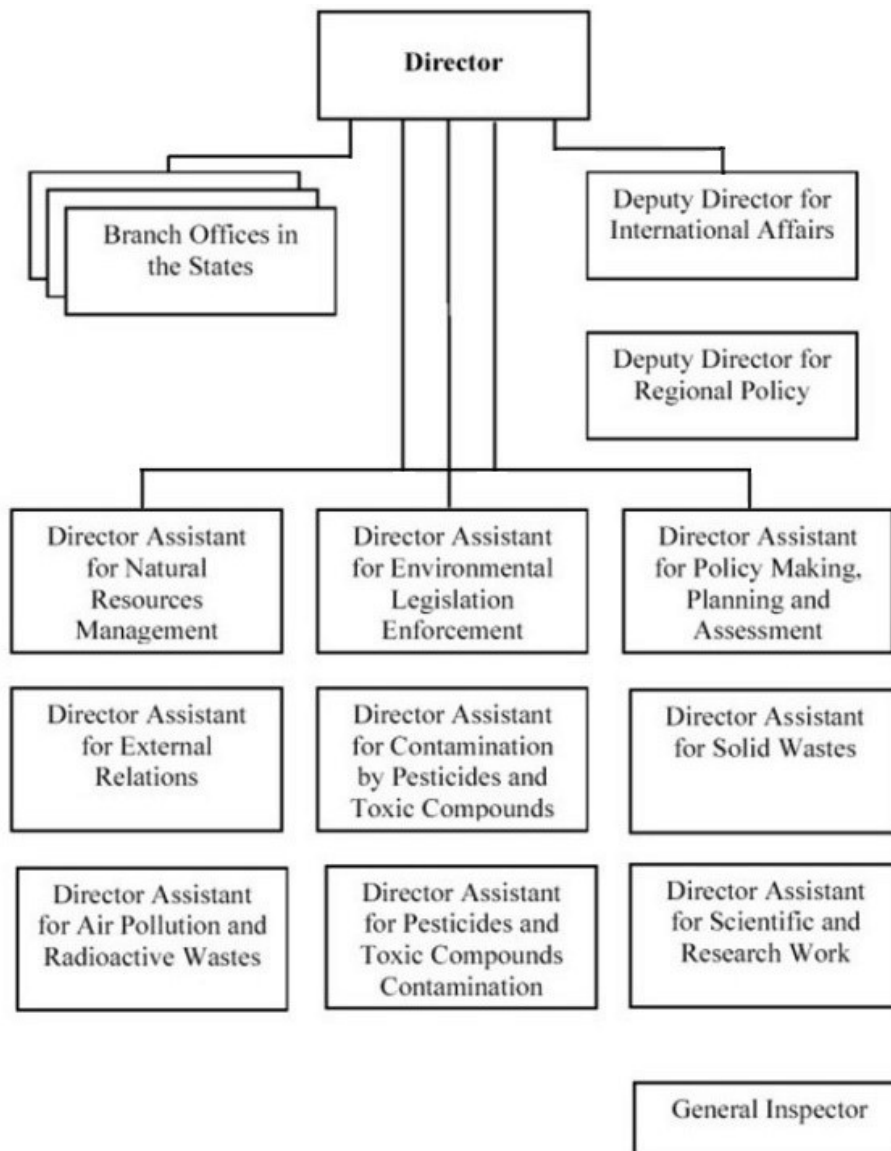 Director
Branch Offices in
the States
Deputy Director for
International Affairs
Deputy Director for
Regional Policy
Director Assistant
for Natural
Resources
Management
Director Assistant
for Environmental
Legislation
Enforcement
Director Assistant
for Policy Making,
Planning and
Assessment
Director Assistant
for External
Relations
Director Assistant
for Contamination
by Pesticides and
Toxic Compounds
Director Assistant
for Solid Wastes
Director Assistant
for Air Pollution and
Radioactive Wastes
Director Assistant
for Pesticides and
Toxic Compounds
Contamination
Director Assistant
for Scientific and
Research Work
General Inspector